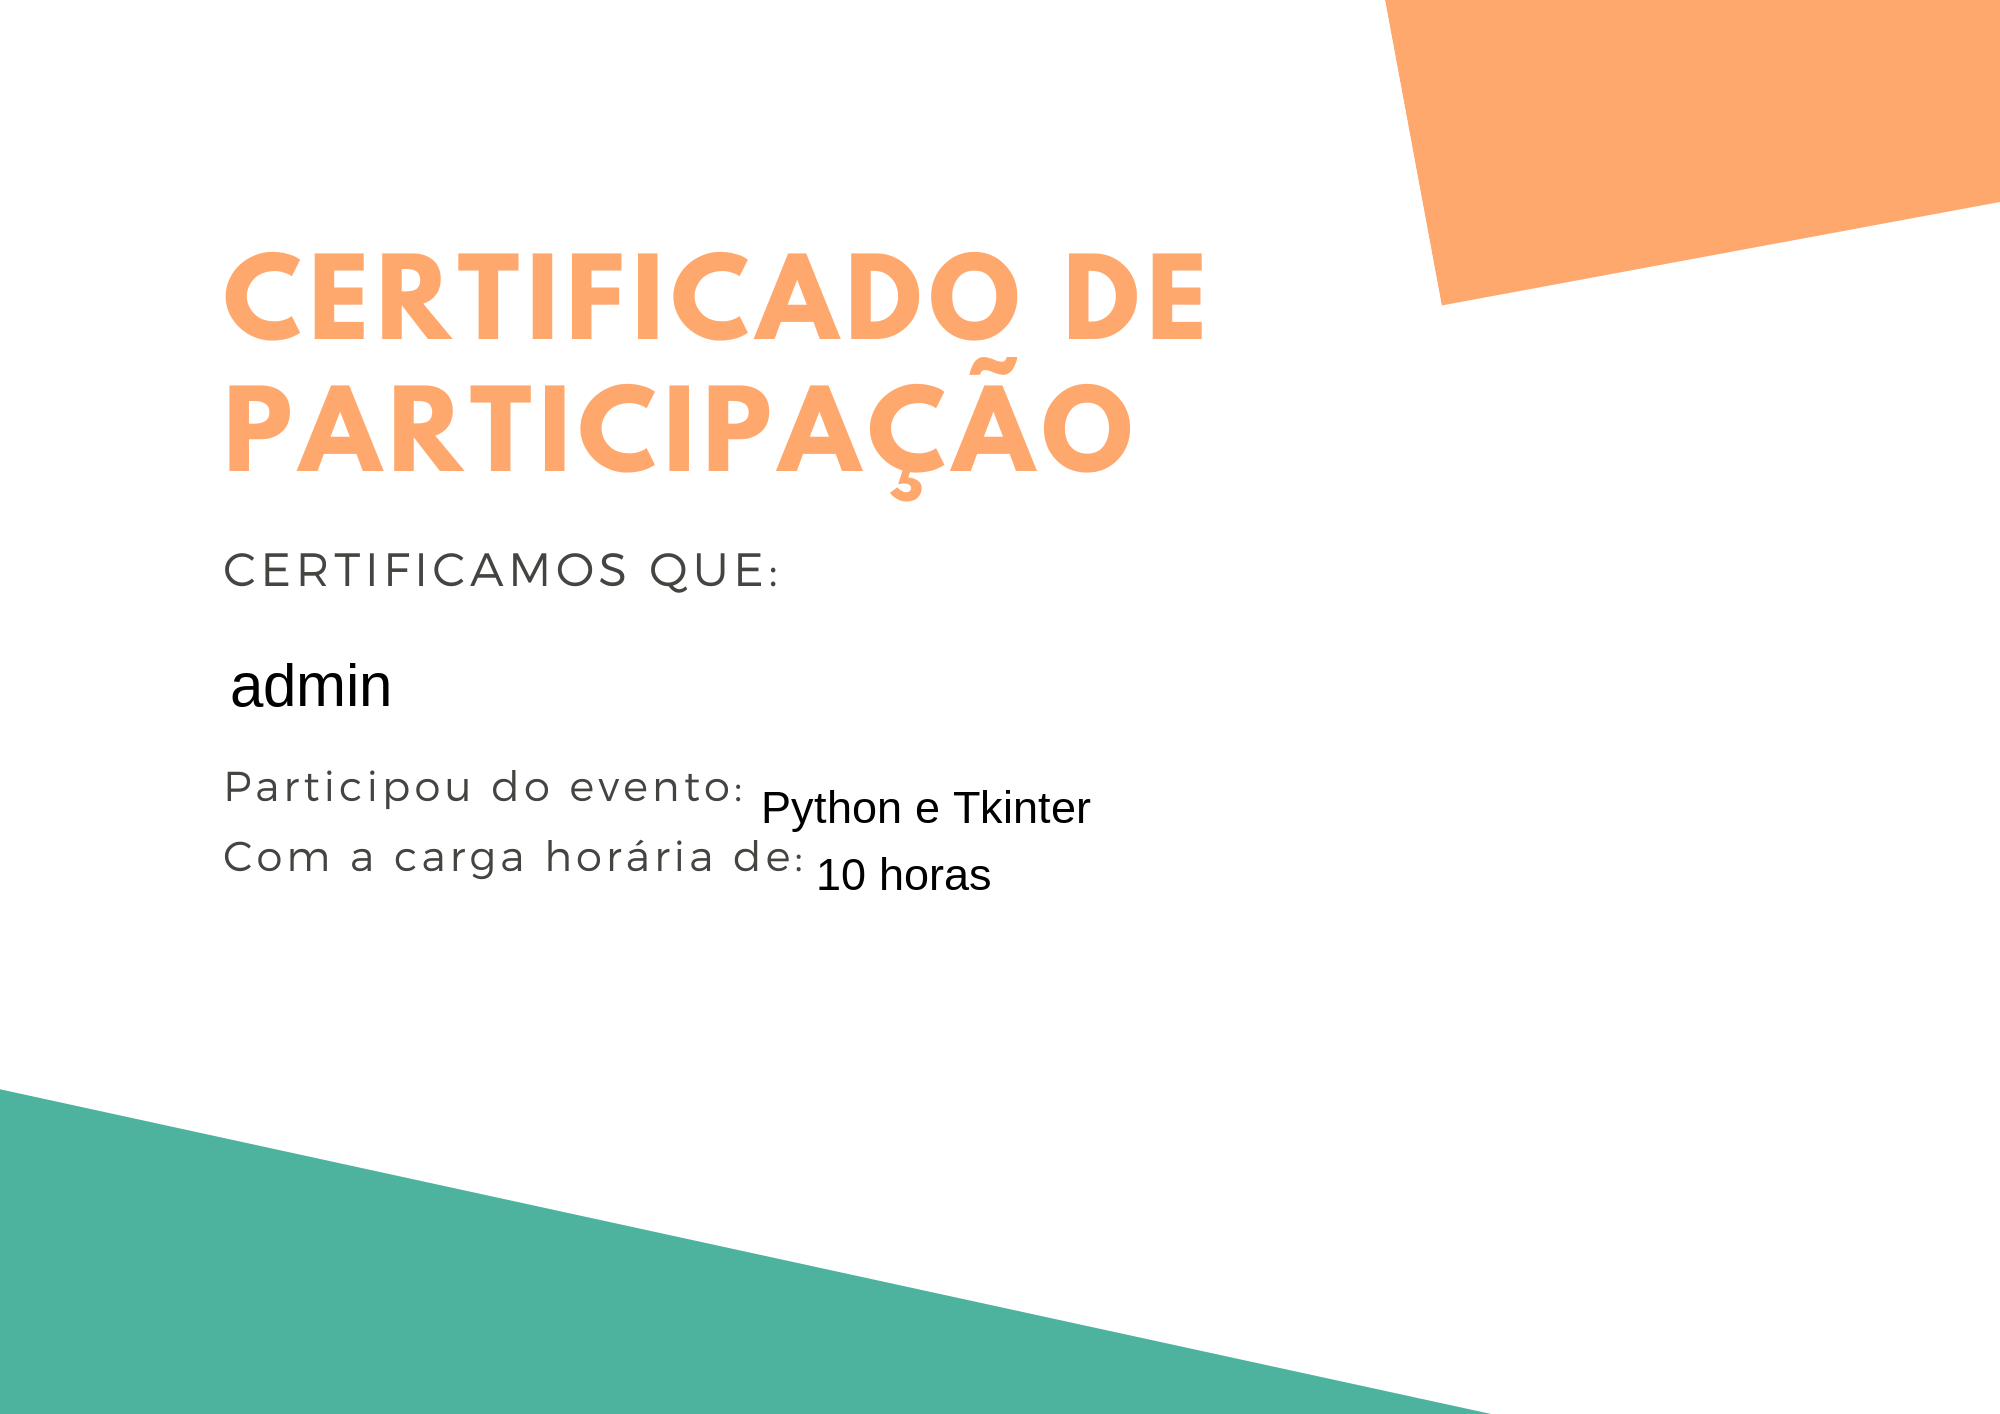 CERTIFICADO DE
PARTICIPAÇÃO
CERTIFICAMOS QUE:
admin
Participou do evento: Python e Tkinter
Com a carga horária de: 10 horas